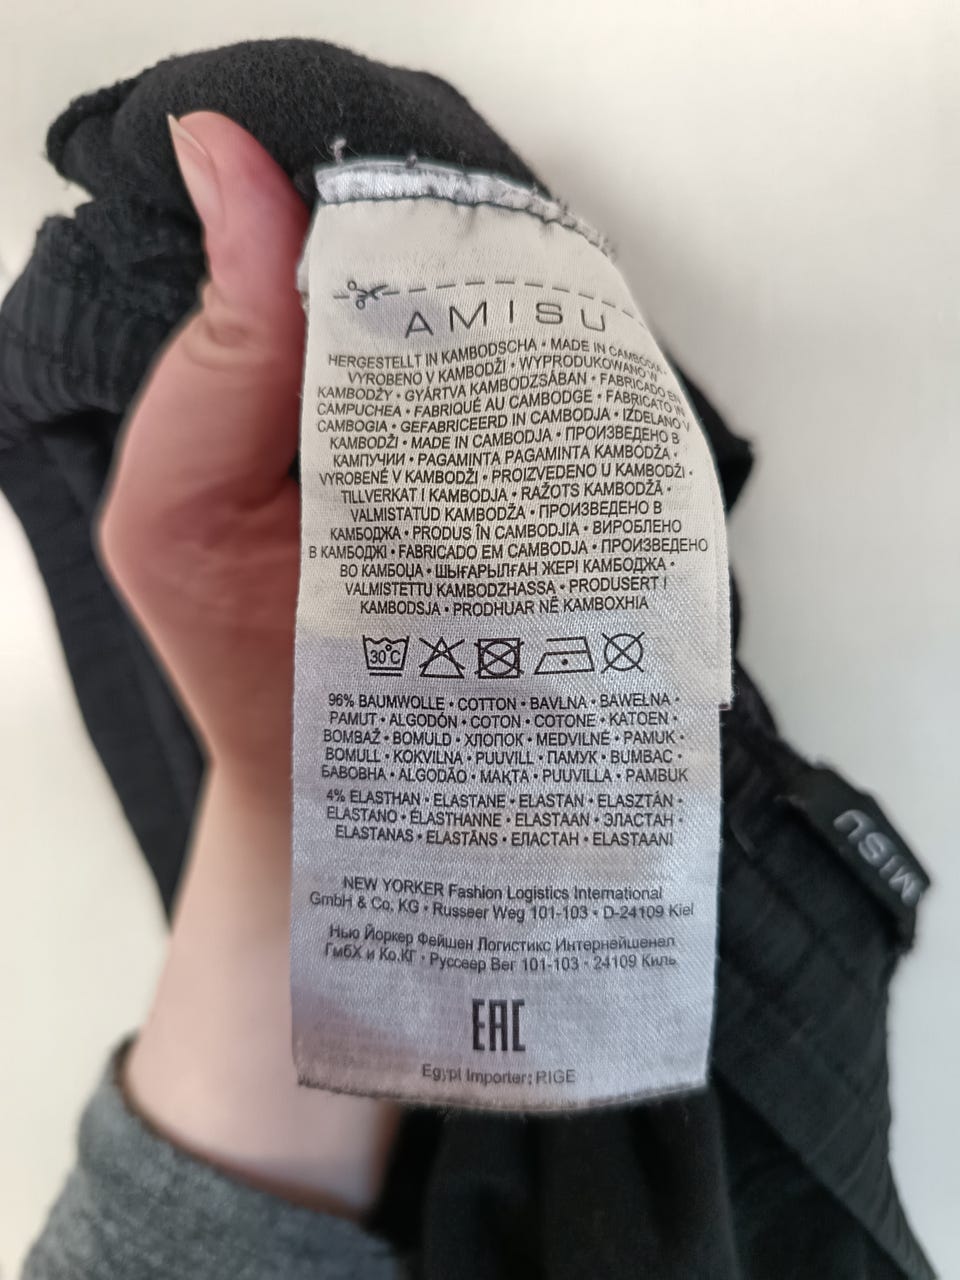 AMISU
HERGESTELLT IN KAMBODSCHA • MADE IN CAMBODIA •
VYROBENO V KAMBODŽI • WYPRODUKOWANO W
KAMBODŻY • GYÁRTVA KAMBODZSÁBAN • FABRICADO EN
CAMPUCHEA • FABRIQUÉ AU CAMBODGE • FABRICATO IN
CAMBOGIA • GEFABRICEERD IN CAMBODJA • IZDELANO V
KAMBODŽI • MADE IN CAMBODJA • ПРОИЗВЕДЕНО В
КАМПУЧИИ • PAGAMINTA PAGAMINTA KAMBODŽA •
VYROBENÉ V KAMBODŽI • PROIZVEDENO U KAMBODŽI •
TILLVERKAT I KAMBODJA • RAŽOTS KAMBODŽĀ •
VALMISTATUD KAMBODŽA • ПРОИЗВЕДЕНО В
КАМБОДЖА • PRODUS ÎN CAMBODJIA • ВИРОБЛЕНО
В КАМБОДЖІ • FABRICADO EM CAMBODJA • ПРОИЗВЕДЕНО
ВО КАМБОЏА • ШЫҒАРЫЛҒАН ЖЕРІ КАМБОДЖА •
VALMISTETTU KAMBODZHASSA • PRODUSERT I
KAMBODSJA • PRODHUAR NË KAMBOXHIA
30°C
96% BAUMWOLLE • COTTON • BAVLNA • BAWEŁNA •
PAMUT • ALGODÓN • COTON • COTONE • KATOEN •
BOMBAŽ • BOMULD • ХЛОПОК • MEDVILNĖ • PAMUK •
BOMULL • KOKVILNA • PUUVILL • ПАМУК • BUMBAC •
БАВОВНА • ALGODÃO • МАҚТА • PUUVILLA • PAMBUK
4% ELASTHAN • ELASTANE • ELASTAN • ELASZTÁN •
ELASTANO • ÉLASTHANNE • ELASTAAN • ЭЛАСТАН •
ELASTANAS • ELASTĀNS • ЕЛАСТАН • ELASTAANI
NEW YORKER Fashion Logistics International
GmbH & Co. KG • Russeer Weg 101-103 • D-24109 Kiel
Нью Йоркер Фейшен Логистикс Интернейшенел
ГмбХ и Ко.КГ • Руссеер Вег 101-103 • 24109 Киль
EAC
Egypt Importer: RIGE
MISU